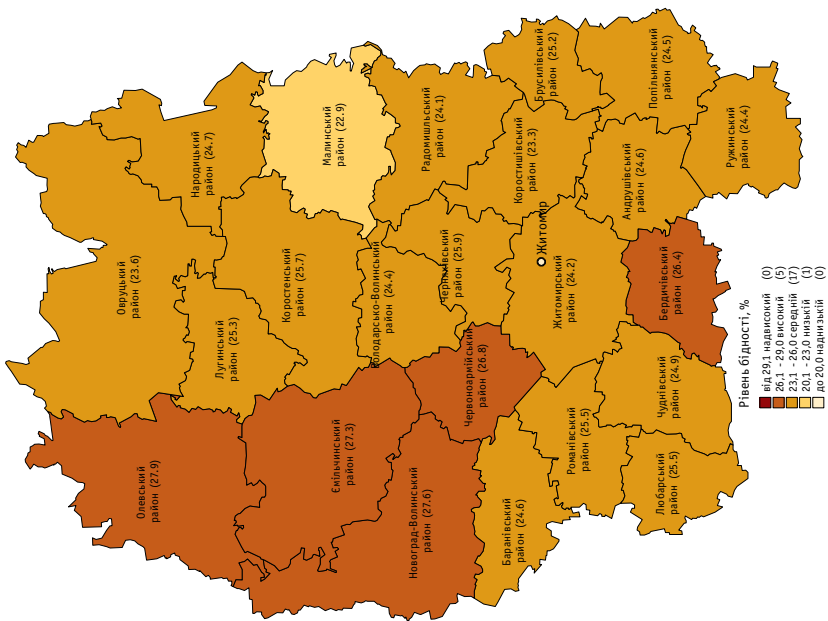 Олевський
район (27.9)
Овруцький
район (23.6)
Народицький
район (24.7)
Лугинський
район (25.3)
Коростенський
район (25.7)
Малинський
район (22.9)
Ємільчинський
район (27.3)
Новоград-Волинський
район (27.6)
Червоноармійський
район (26.8)
Володарсько-Волинський
район (24.4)
Черняхівський
район (25.9)
Радомишльський
район (24.1)
Коростишівський
район (23.3)
Брусилівський
район (25.2)
Попільнянський
район (24.5)
Житомир
Житомирський
район (24.2)
Андрушівський
район (24.6)
Ружинський
район (24.4)
Бердичівський
район (26.4)
Баранівський
район (24.6)
Романівський
район (25.5)
Чуднівський
район (24.9)
Любарський
район (25.5)
Рівень бідності, %
від 29,1 надвисокий (0)
26,1 - 29,0 високий (5)
23,1 - 26,0 середній (17)
20,1 - 23,0 низькій (1)
до 20,0 наднизькій (0)